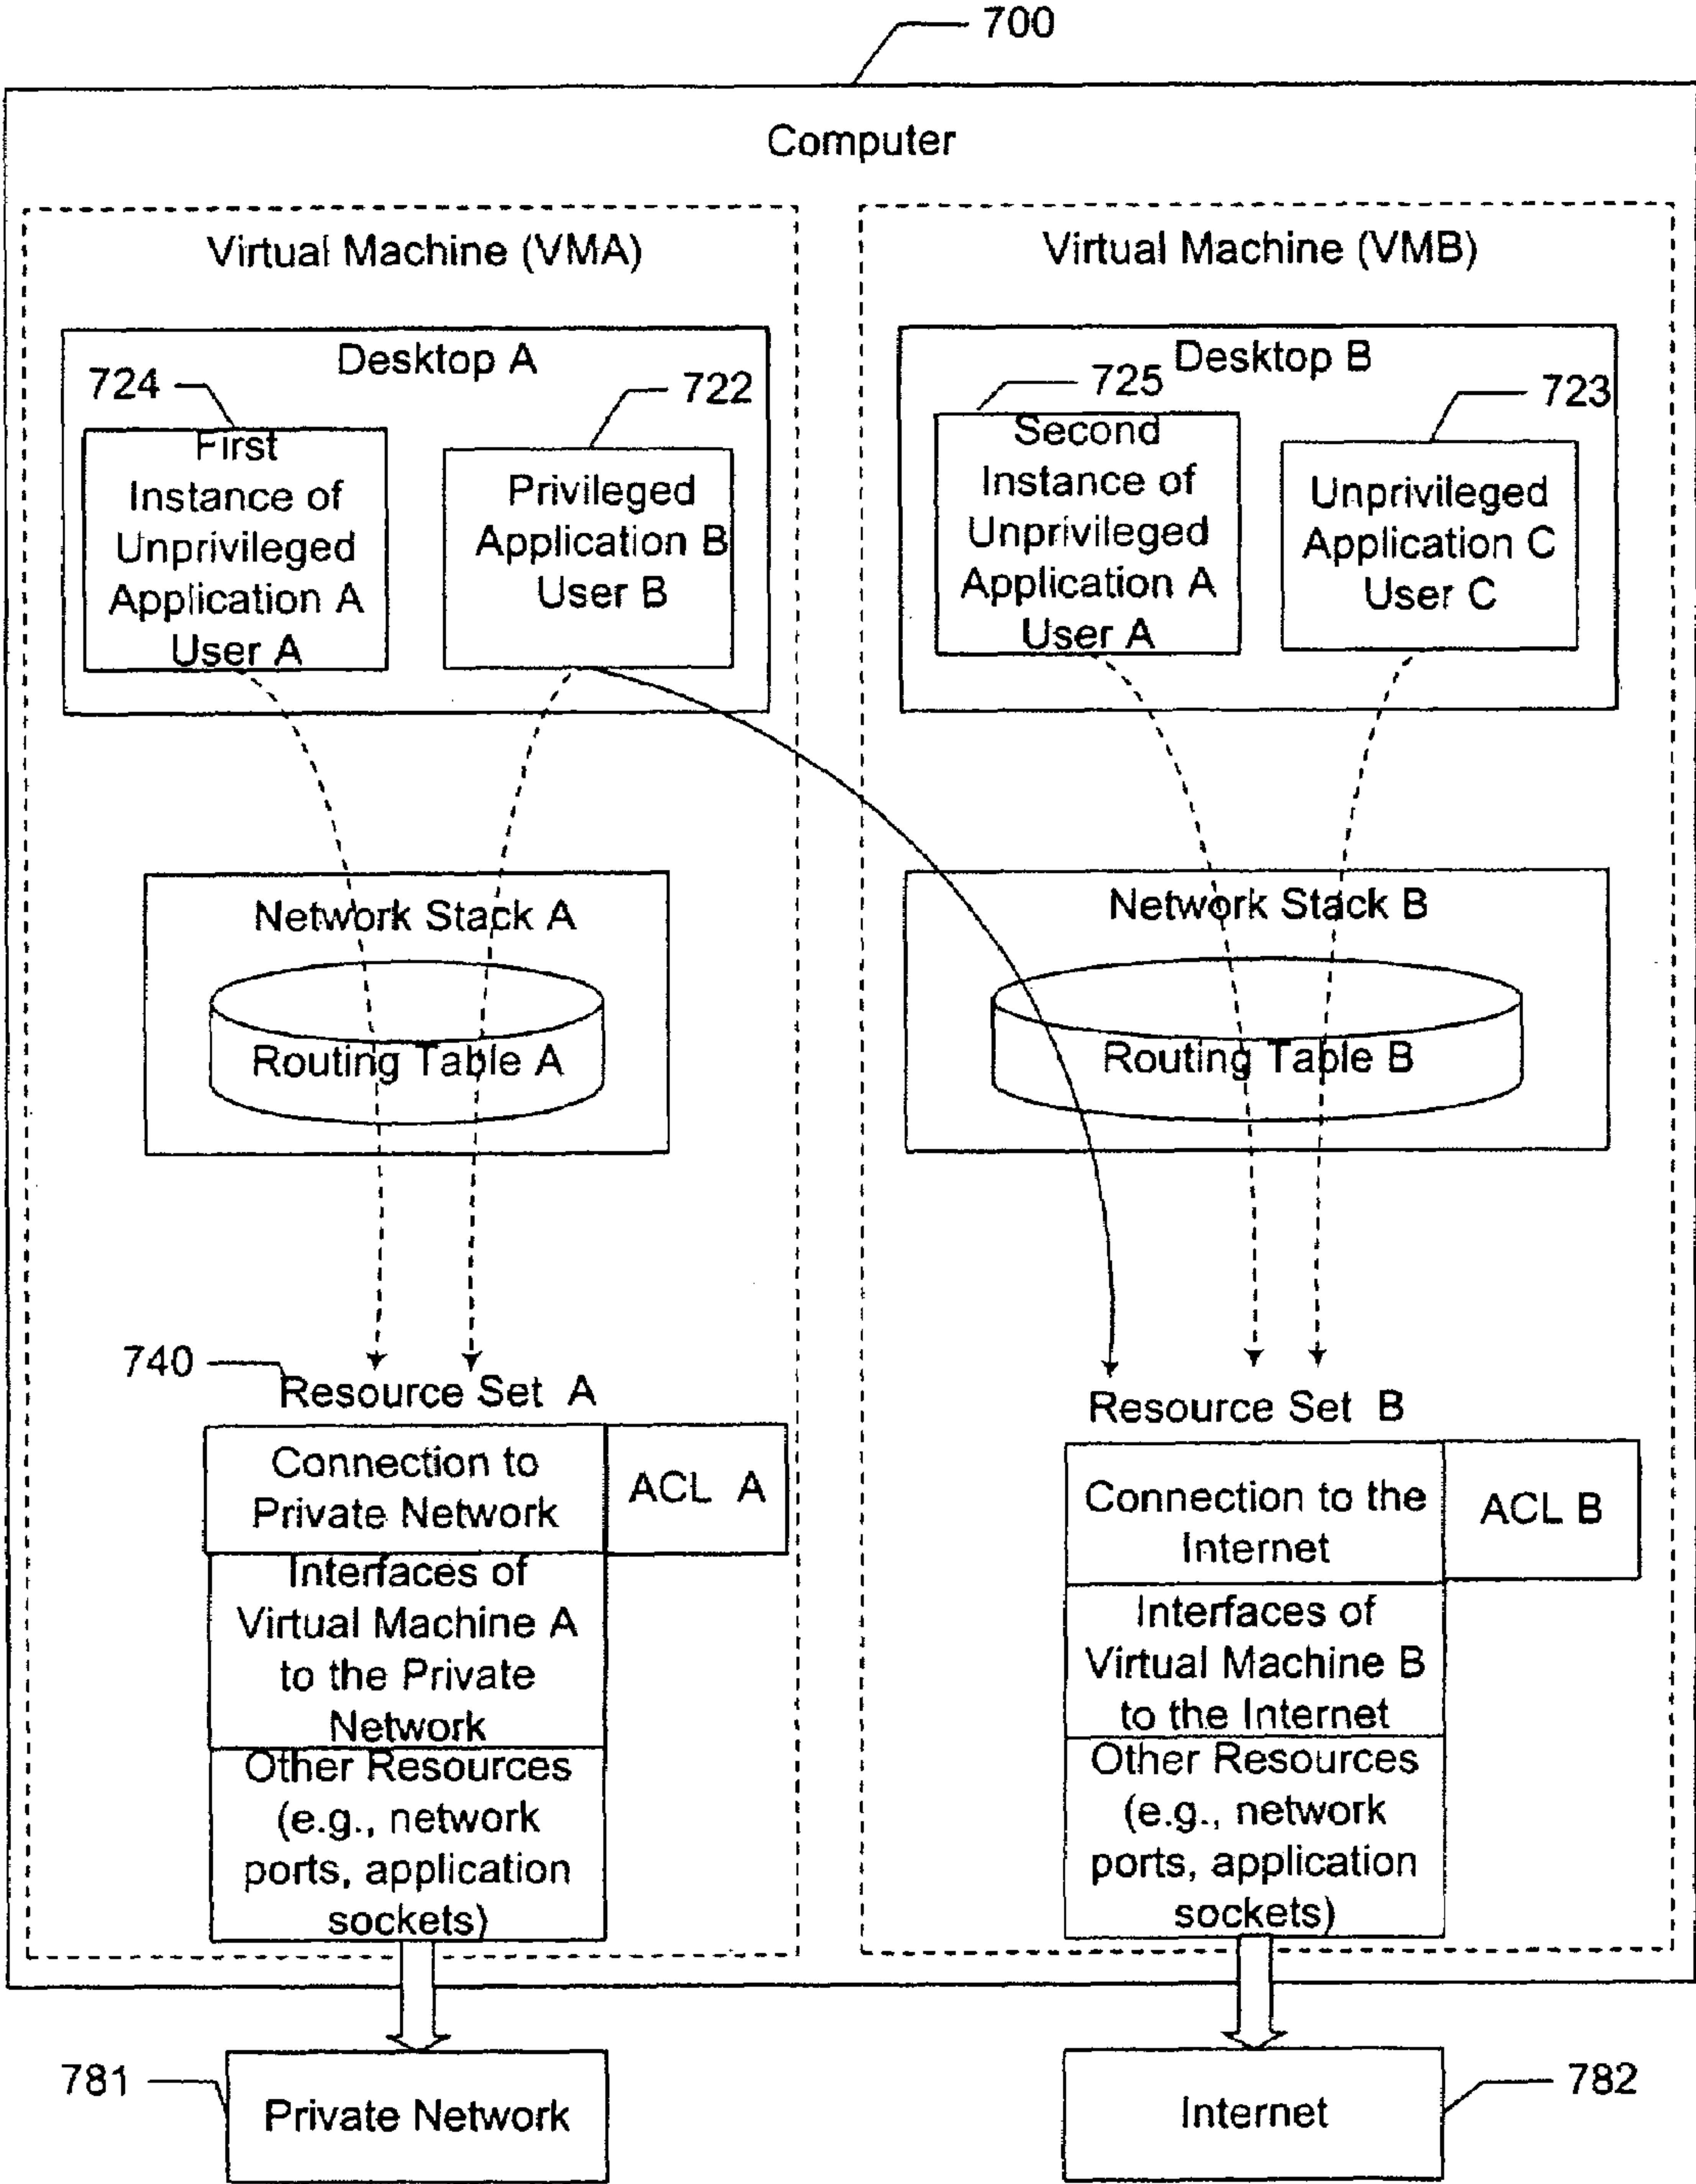 700
Computer
Virtual Machine (VMA)
Desktop A
724
722
First
Instance of
Unprivileged
Application A
User A
Privileged
Application B
User B
Network Stack A
Routing Table A
740
Resource Set A
Connection to
Private Network
ACL A
Interfaces of
Virtual Machine A
to the Private
Network
Other Resources
(e.g., network
ports, application
sockets)
781
Private Network
Virtual Machine (VMB)
Desktop B
725
723
Second
Instance of
Unprivileged
Application A
User A
Unprivileged
Application C
User C
Network Stack B
Routing Table B
Resource Set B
Connection to the
Internet
ACL B
Interfaces of
Virtual Machine B
to the Internet
Other Resources
(e.g., network
ports, application
sockets)
782
Internet